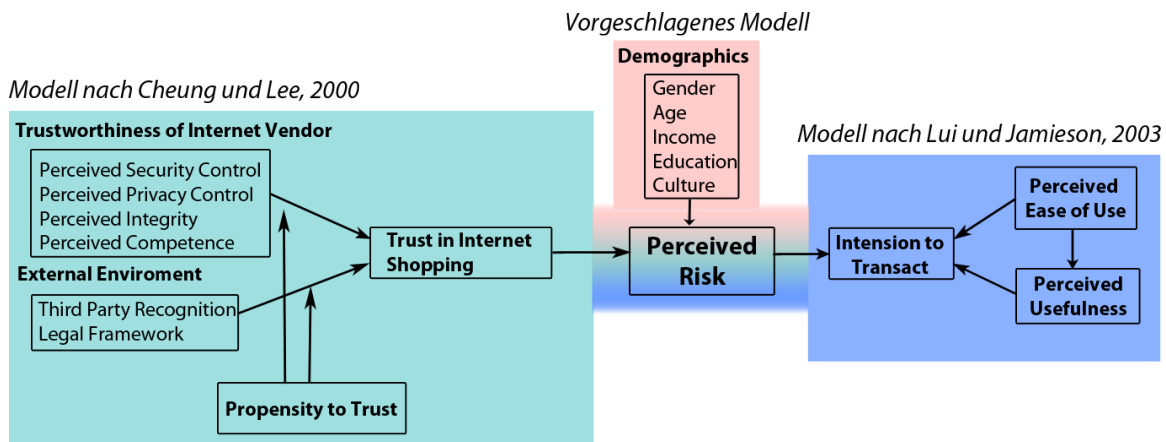 Vorgeschlagenes Modell
Demographics
Gender
Age
Income
Education
Culture
Modell nach Cheung und Lee, 2000
Trustworthiness of Internet Vendor
Perceived Security Control
Perceived Privacy Control
Perceived Integrity
Perceived Competence
External Enviroment
Third Party Recognition
Legal Framework
Propensity to Trust
Trust in Internet
Shopping
Perceived
Risk
Modell nach Lui und Jamieson, 2003
Intension to
Transact
Perceived
Ease of Use
Perceived
Usefulness